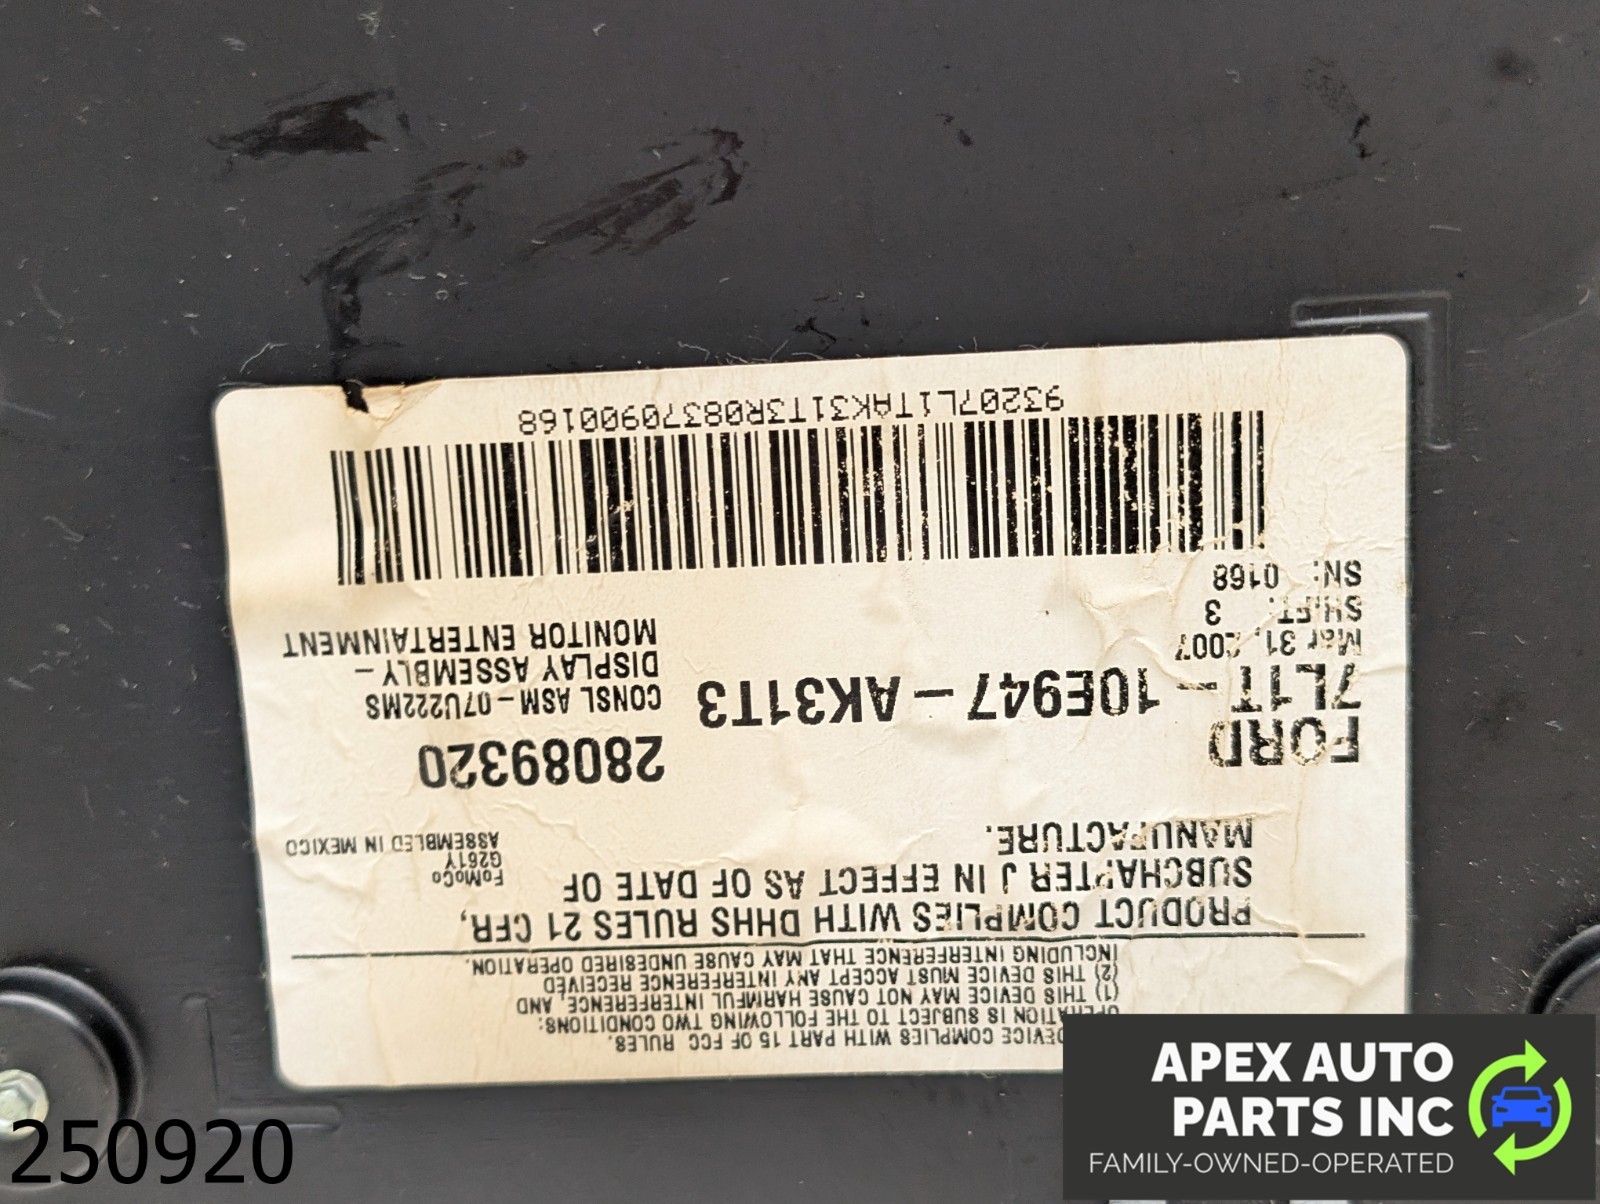 DEVICE COMPLIES WITH PART 15 OF FCC RULES.
OPERATION IS SUBJECT TO THE FOLLOWING TWO CONDITIONS:
(1) THIS DEVICE MAY NOT CAUSE HARMFUL INTERFERENCE, AND
(2) THIS DEVICE MUST ACCEPT ANY INTERFERENCE RECEIVED
INCLUDING INTERFERENCE THAT MAY CAUSE UNDESIRED OPERATION.
PRODUCT COMPLIES WITH DHHS RULES 21 CFR,
SUBCHAPTER J IN EFFECT AS OF DATE OF
MANUFACTURE.
FoMoCo
G261Y
ASSEMBLED IN MEXICO
FORD
7L1T-10E947-AK31T3
Mar 31, 2007
SHIFT: 3
SN: 0168
28089320
CONSL ASM-07U222MS
DISPLAY ASSEMBLY-
MONITOR ENTERTAINMENT
93207L1TAK31T3R08370900168
250920
APEX AUTO
PARTS INC
FAMILY-OWNED-OPERATED